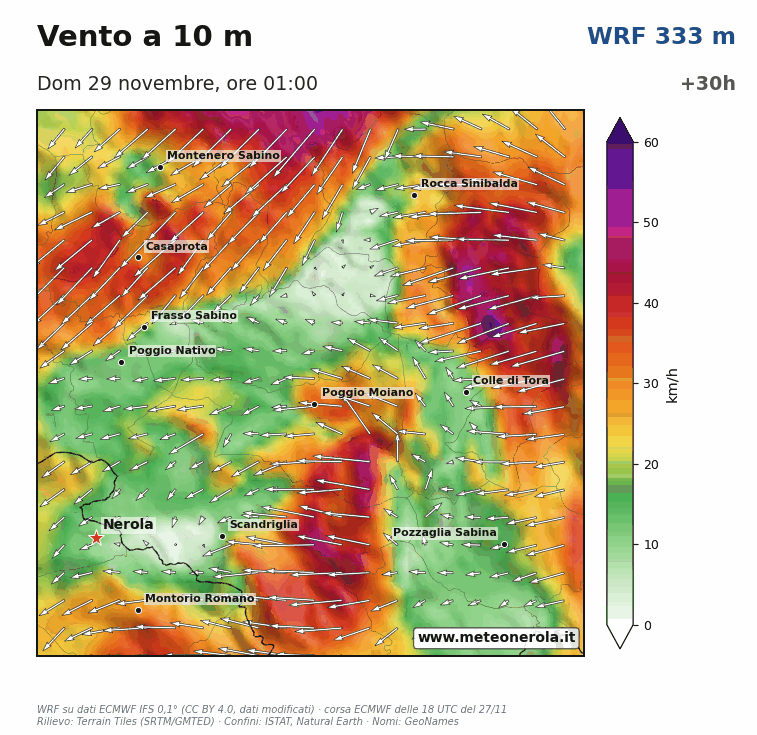 Vento a 10 m
WRF 333 m
Dom 29 novembre, ore 01:00
+30h
Montenero Sabino
Rocca Sinibalda
Casaprota
Frasso Sabino
Poggio Nativo
Colle di Tora
Poggio Moiano
Nerola
Scandriglia
Pozzaglia Sabina
Montorio Romano
www.meteonerola.it
60
50
40
30
20
10
0
km/h
WRF su dati ECMWF IFS 0,1° (CC BY 4.0, dati modificati) · corsa ECMWF delle 18 UTC del 27/11
Rilievo: Terrain Tiles (SRTM/GMTED) · Confini: ISTAT, Natural Earth · Nomi: GeoNames